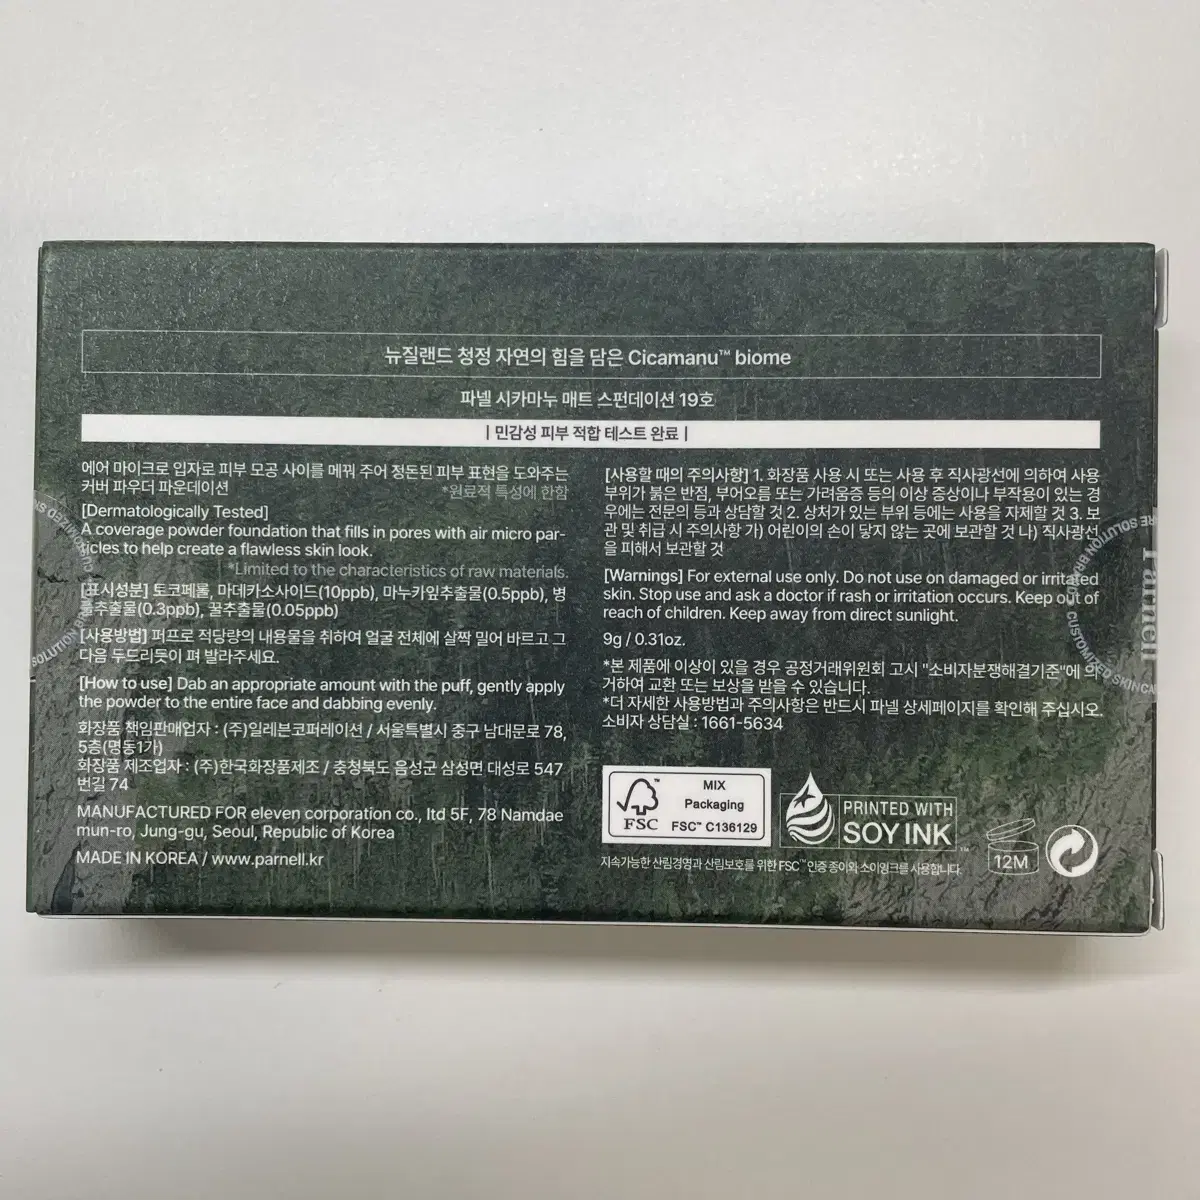 뉴질랜드 청정 자연의 힘을 담은 Cicamanu™ biome
파넬 시카마누 매트 스펀데이션 19호
| 민감성 피부 적합 테스트 완료 |
에어 마이크로 입자로 피부 모공 사이를 메꿔 주어 정돈된 피부 표현을 도와주는
커버 파우더 파운데이션
*원료적 특성에 한함
[Dermatologically Tested]
A coverage powder foundation that fills in pores with air micro par-
ticles to help create a flawless skin look.
*Limited to the characteristics of raw materials.
[표시성분] 토코페롤, 마데카소사이드(10ppb), 마누카잎추출물(0.5ppb), 병
풀추출물(0.3ppb), 꿀추출물(0.05ppb)
[사용방법] 퍼프로 적당량의 내용물을 취하여 얼굴 전체에 살짝 밀어 바르고 그
다음 두드리듯이 펴 발라주세요.
[How to use] Dab an appropriate amount with the puff, gently apply
the powder to the entire face and dabbing evenly.
화장품 책임판매업자 : (주)일레븐코퍼레이션 / 서울특별시 중구 남대문로 78,
5층(명동1가)
화장품 제조업자 : (주)한국화장품제조 / 충청북도 음성군 삼성면 대성로 547
번길 74
MANUFACTURED FOR eleven corporation co., ltd 5F, 78 Namdae
mun-ro, Jung-gu, Seoul, Republic of Korea
MADE IN KOREA / www.parnell.kr
[사용할 때의 주의사항] 1. 화장품 사용 시 또는 사용 후 직사광선에 의하여 사용
부위가 붉은 반점, 부어오름 또는 가려움증 등의 이상 증상이나 부작용이 있는 경
우에는 전문의 등과 상담할 것 2. 상처가 있는 부위 등에는 사용을 자제할 것 3. 보
관 및 취급 시 주의사항 가) 어린이의 손이 닿지 않는 곳에 보관할 것 나) 직사광선
을 피해서 보관할 것
[Warnings] For external use only. Do not use on damaged or irritated
skin. Stop use and ask a doctor if rash or irritation occurs. Keep out of
reach of children. Keep away from direct sunlight.
9g / 0.31oz.
*본 제품에 이상이 있을 경우 공정거래위원회 고시 "소비자분쟁해결기준"에 의
거하여 교환 또는 보상을 받을 수 있습니다.
*더 자세한 사용방법과 주의사항은 반드시 파넬 상세페이지를 확인해 주십시오.
소비자 상담실 : 1661-5634
FSC™
MIX
Packaging
FSC™ C136129
PRINTED WITH
SOY INK™
지속가능한 산림경영과 산림보호를 위한 FSC™ 인증 종이와 소이잉크를 사용합니다.
12M
SOLUTION
CUSTOMIZED
RE SOLUTION BRAND
CUSTOMIZED SKINCA
Parnell